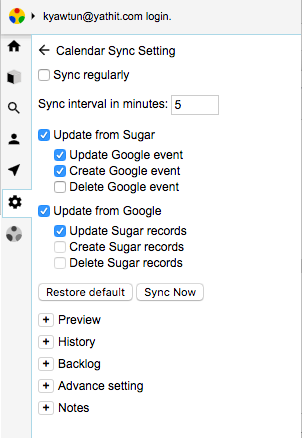 kyawtun@yathit.com login.
Calendar Sync Setting
Sync regularly
Sync interval in minutes: 5
Update from Sugar
Update Google event
Create Google event
Delete Google event
Update from Google
Update Sugar records
Create Sugar records
Delete Sugar records
Restore default Sync Now
+ Preview
+ History
+ Backlog
+ Advance setting
+ Notes